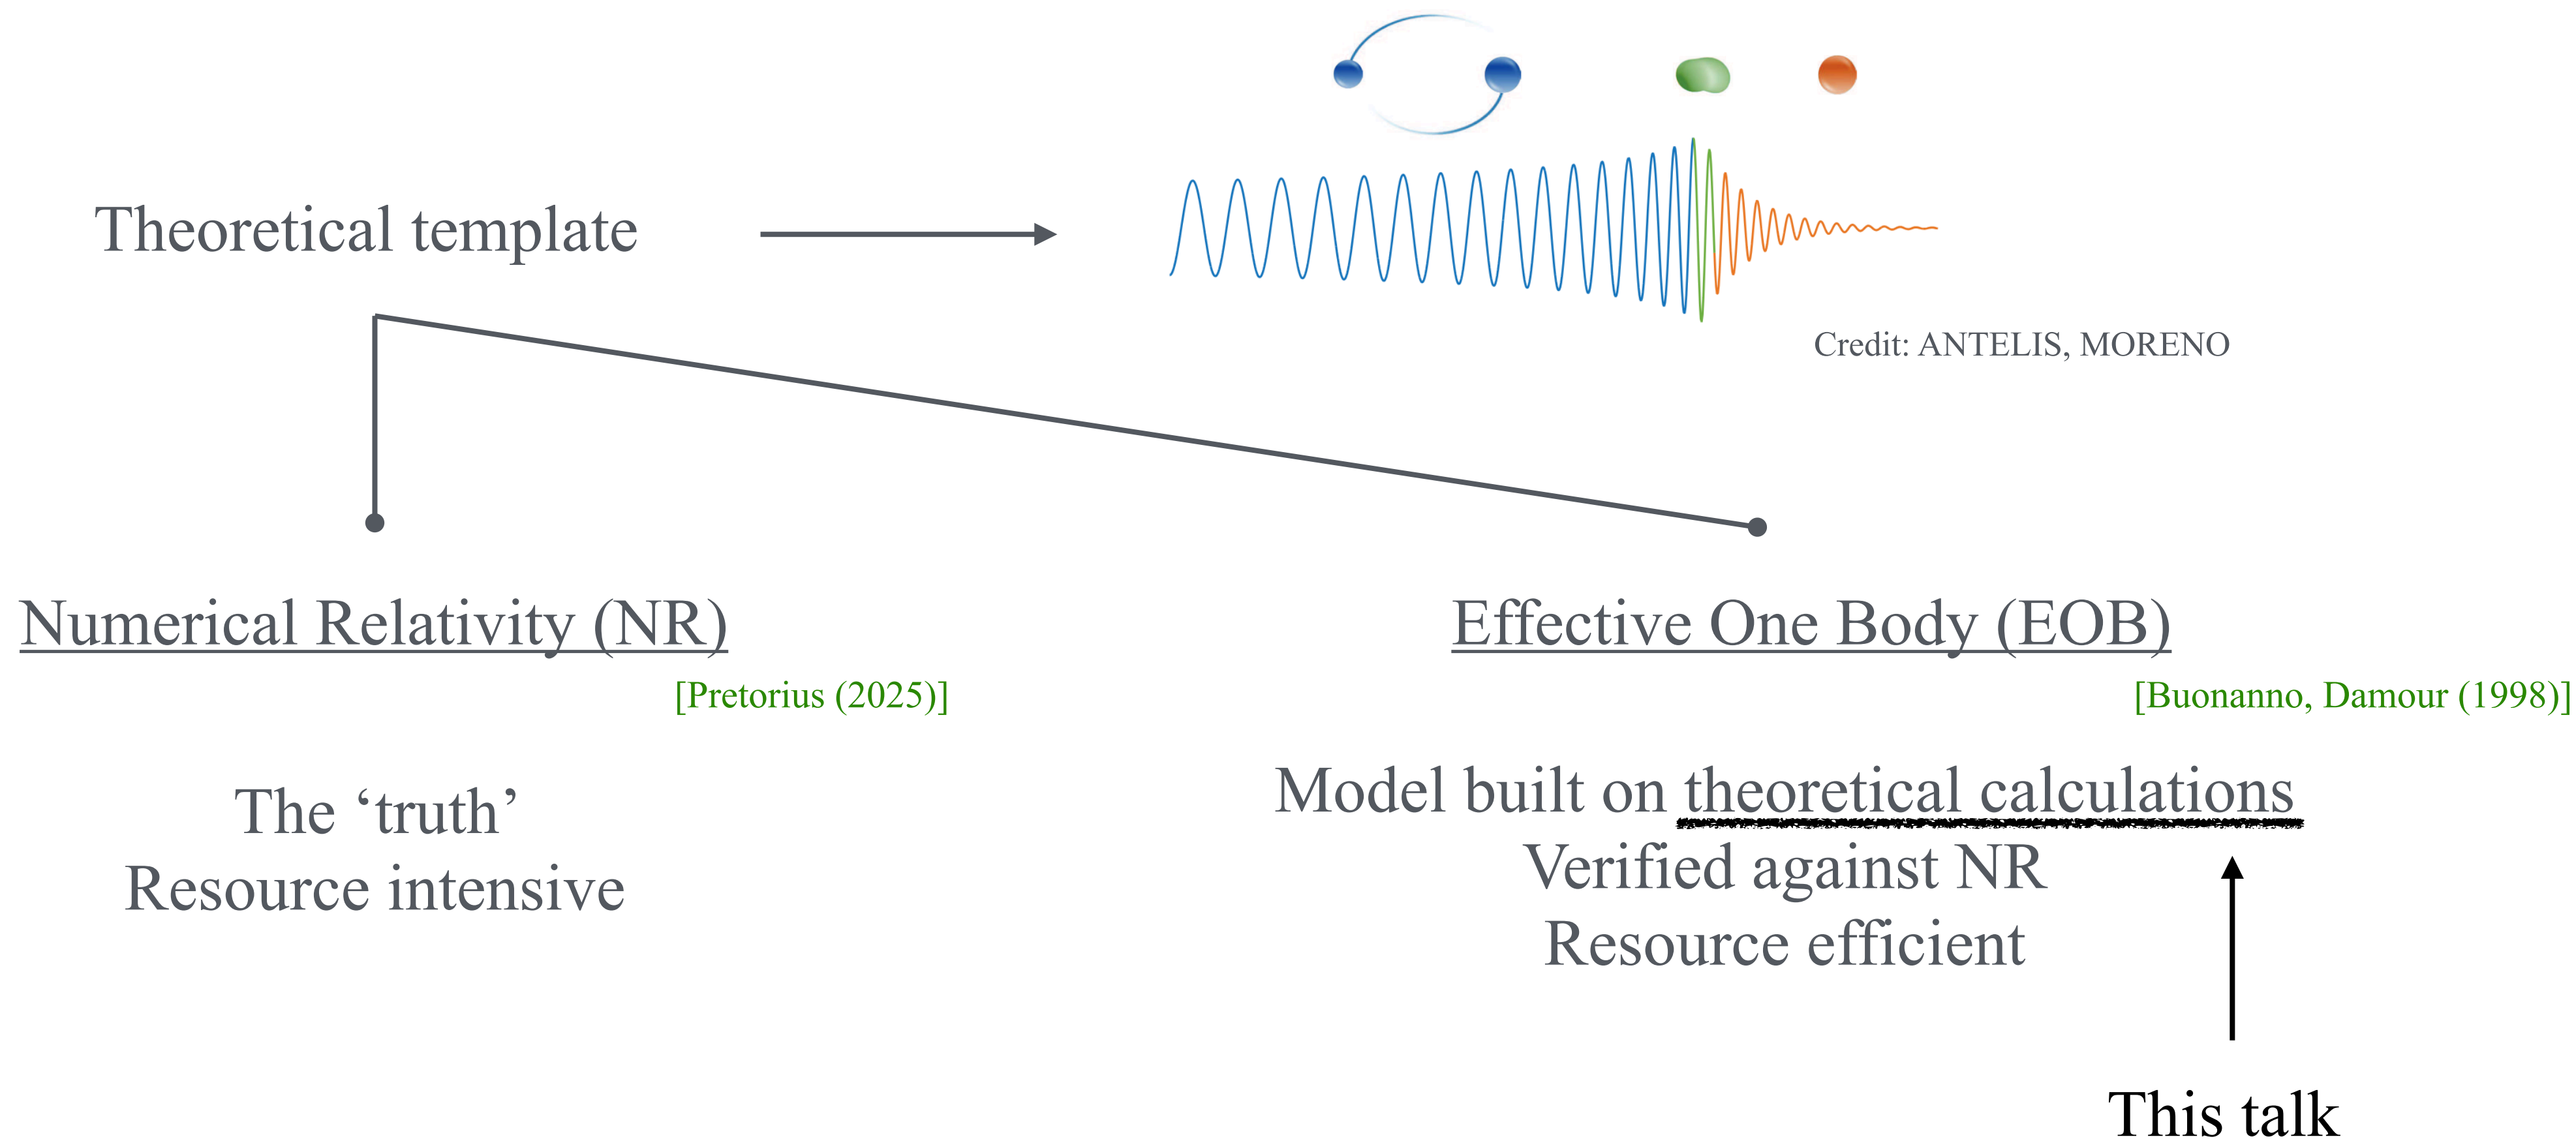 Theoretical template
Credit: ANTELIS, MORENO
Numerical Relativity (NR)
[Pretorius (2025)]
The ‘truth’
Resource intensive
Effective One Body (EOB)
[Buonanno, Damour (1998)]
Model built on theoretical calculations
Verified against NR
Resource efficient
This talk